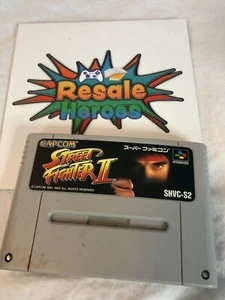 Resale
Heroes
CAPCOM
スーパーファミコン
STREET
FIGHTER II
SHVC-S2